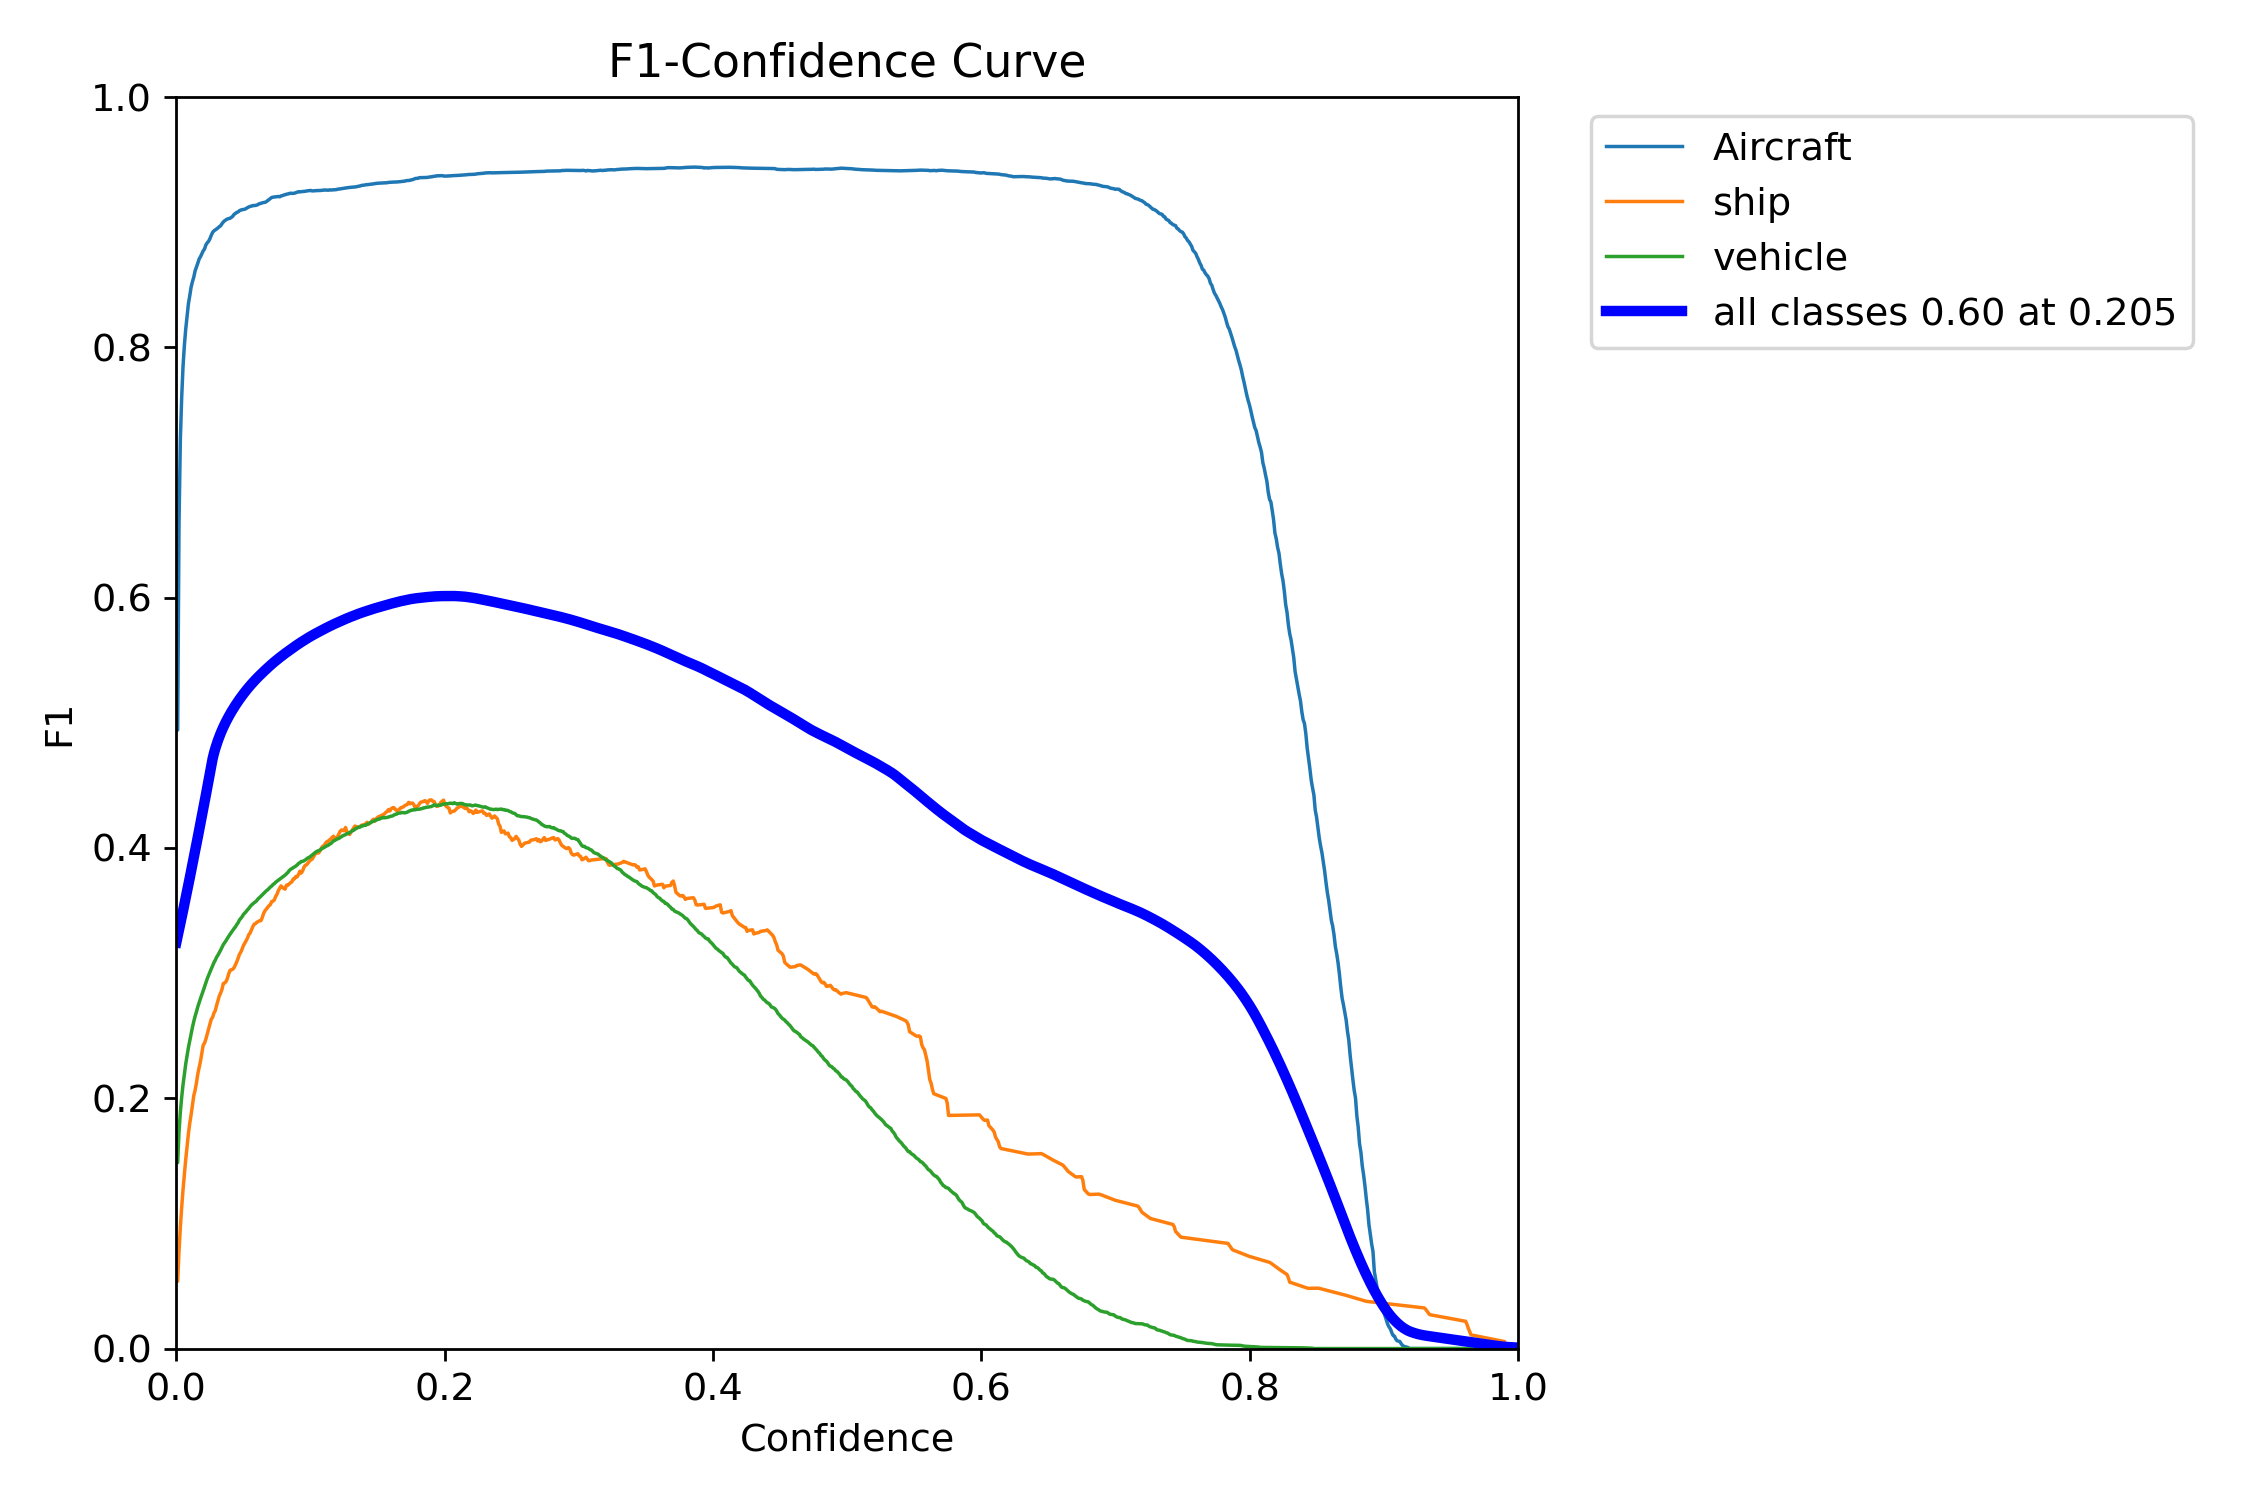 F1-Confidence Curve
1.0
0.8
0.6
0.4
0.2
0.0
F1
0.0 0.2 0.4 0.6 0.8 1.0
Confidence
Aircraft
ship
vehicle
all classes 0.60 at 0.205